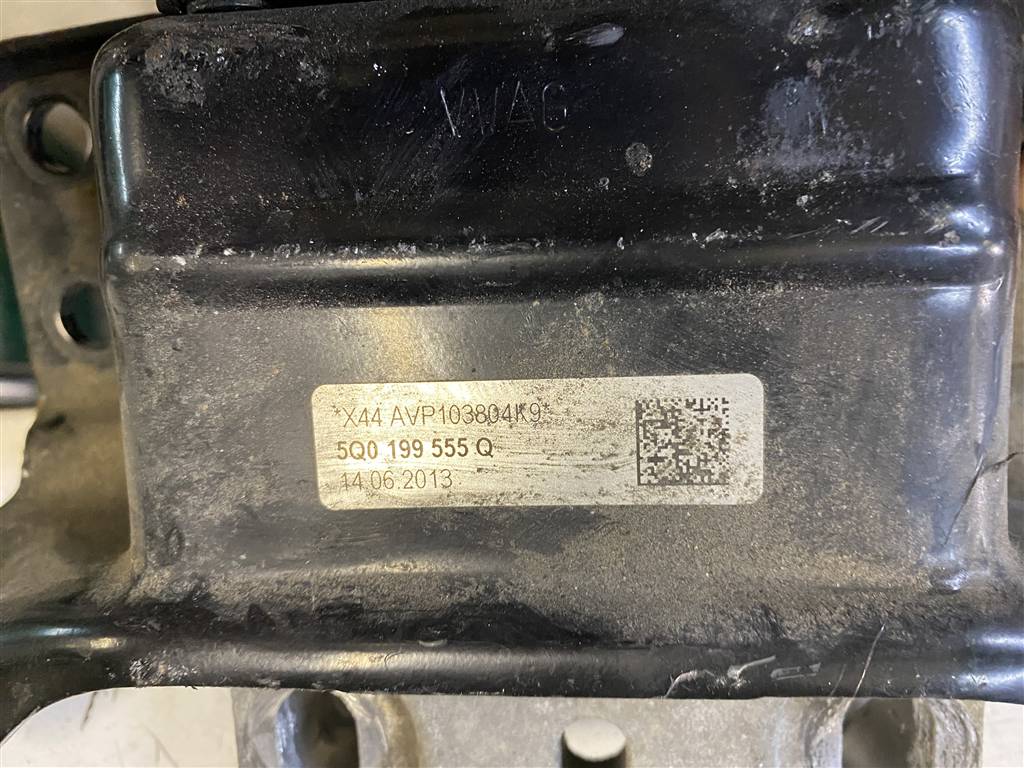 VWAG
*X44 AVP103804K9*
5Q0 199 555 Q
14.06.2013